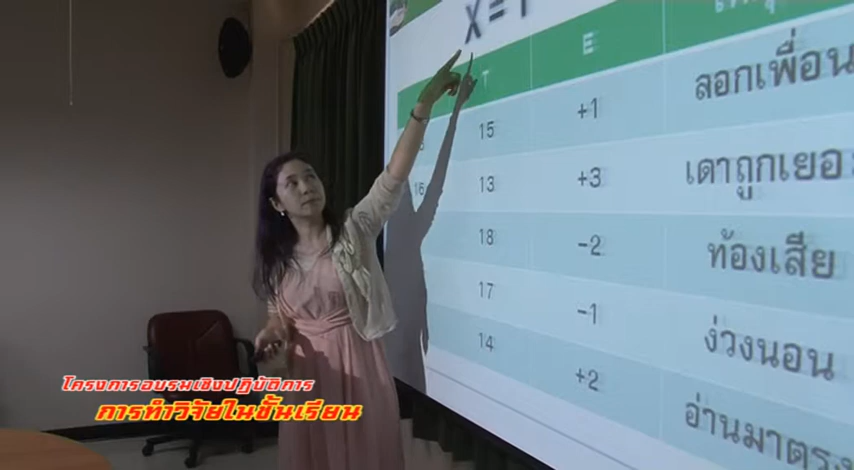 X=T
T E
15 +1 ลอกเพื่อน
16 13 +3 เดาถูกเยอะ
18 -2 ท้องเสีย
17 -1 ง่วงนอน
14 +2 อ่านมาตรง
โครงการอบรมเชิงปฏิบัติการ
การทำวิจัยในชั้นเรียน